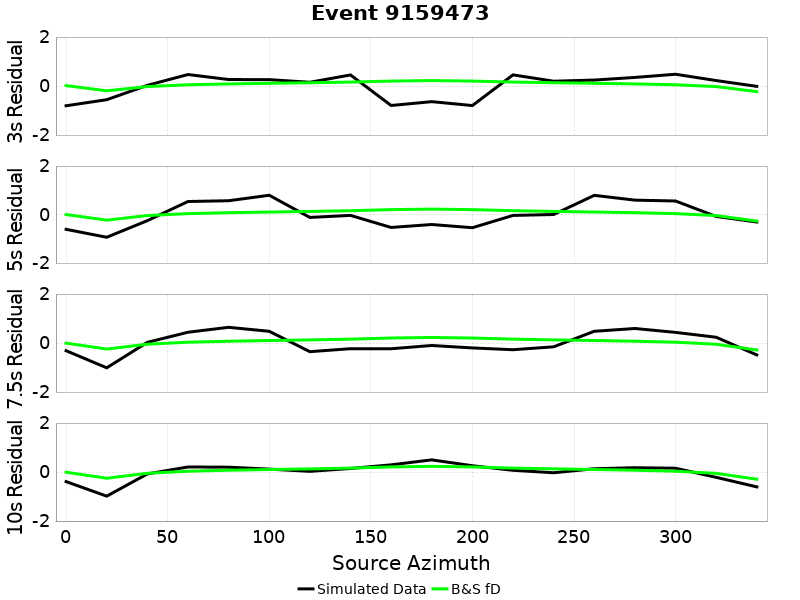 Event 9159473
3s Residual
2
0
-2
5s Residual
2
0
-2
7.5s Residual
2
0
-2
10s Residual
2
0
-2
0 50 100 150 200 250 300
Source Azimuth
Simulated Data B&S fD